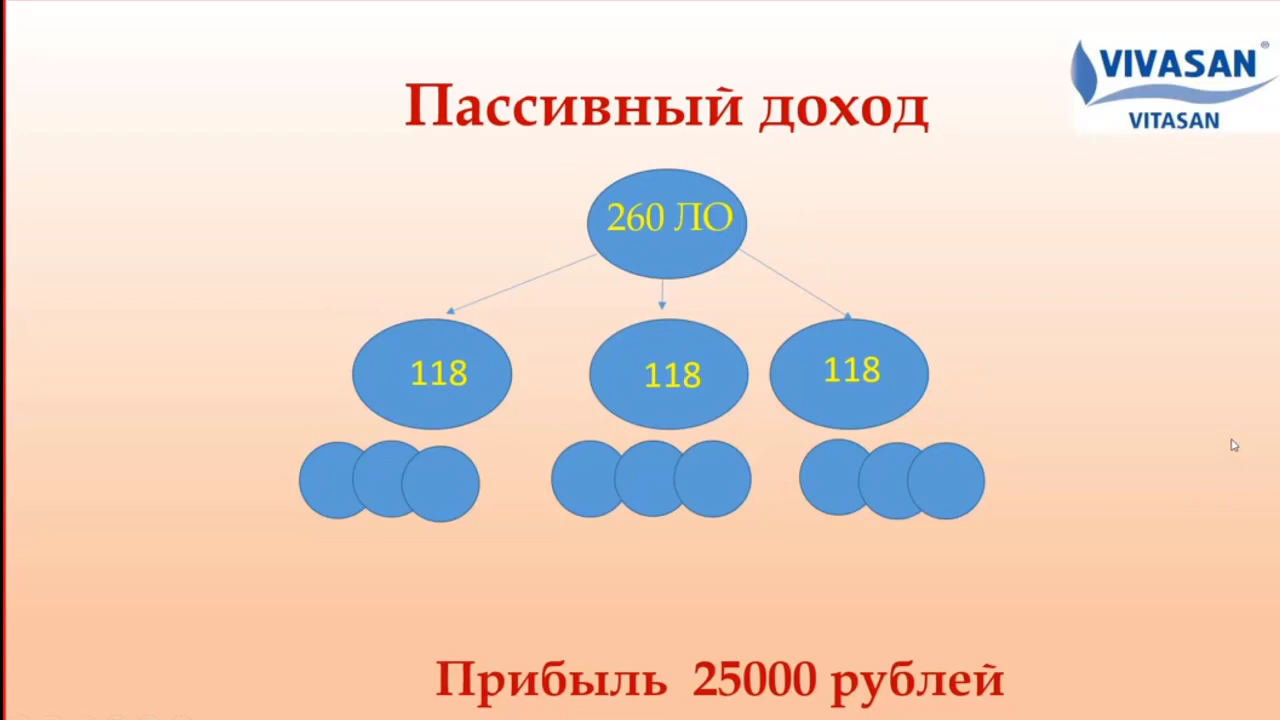 VIVASAN®
VITASAN
Пассивный доход
260 ЛО
118 118 118
Прибыль 25000 рублей